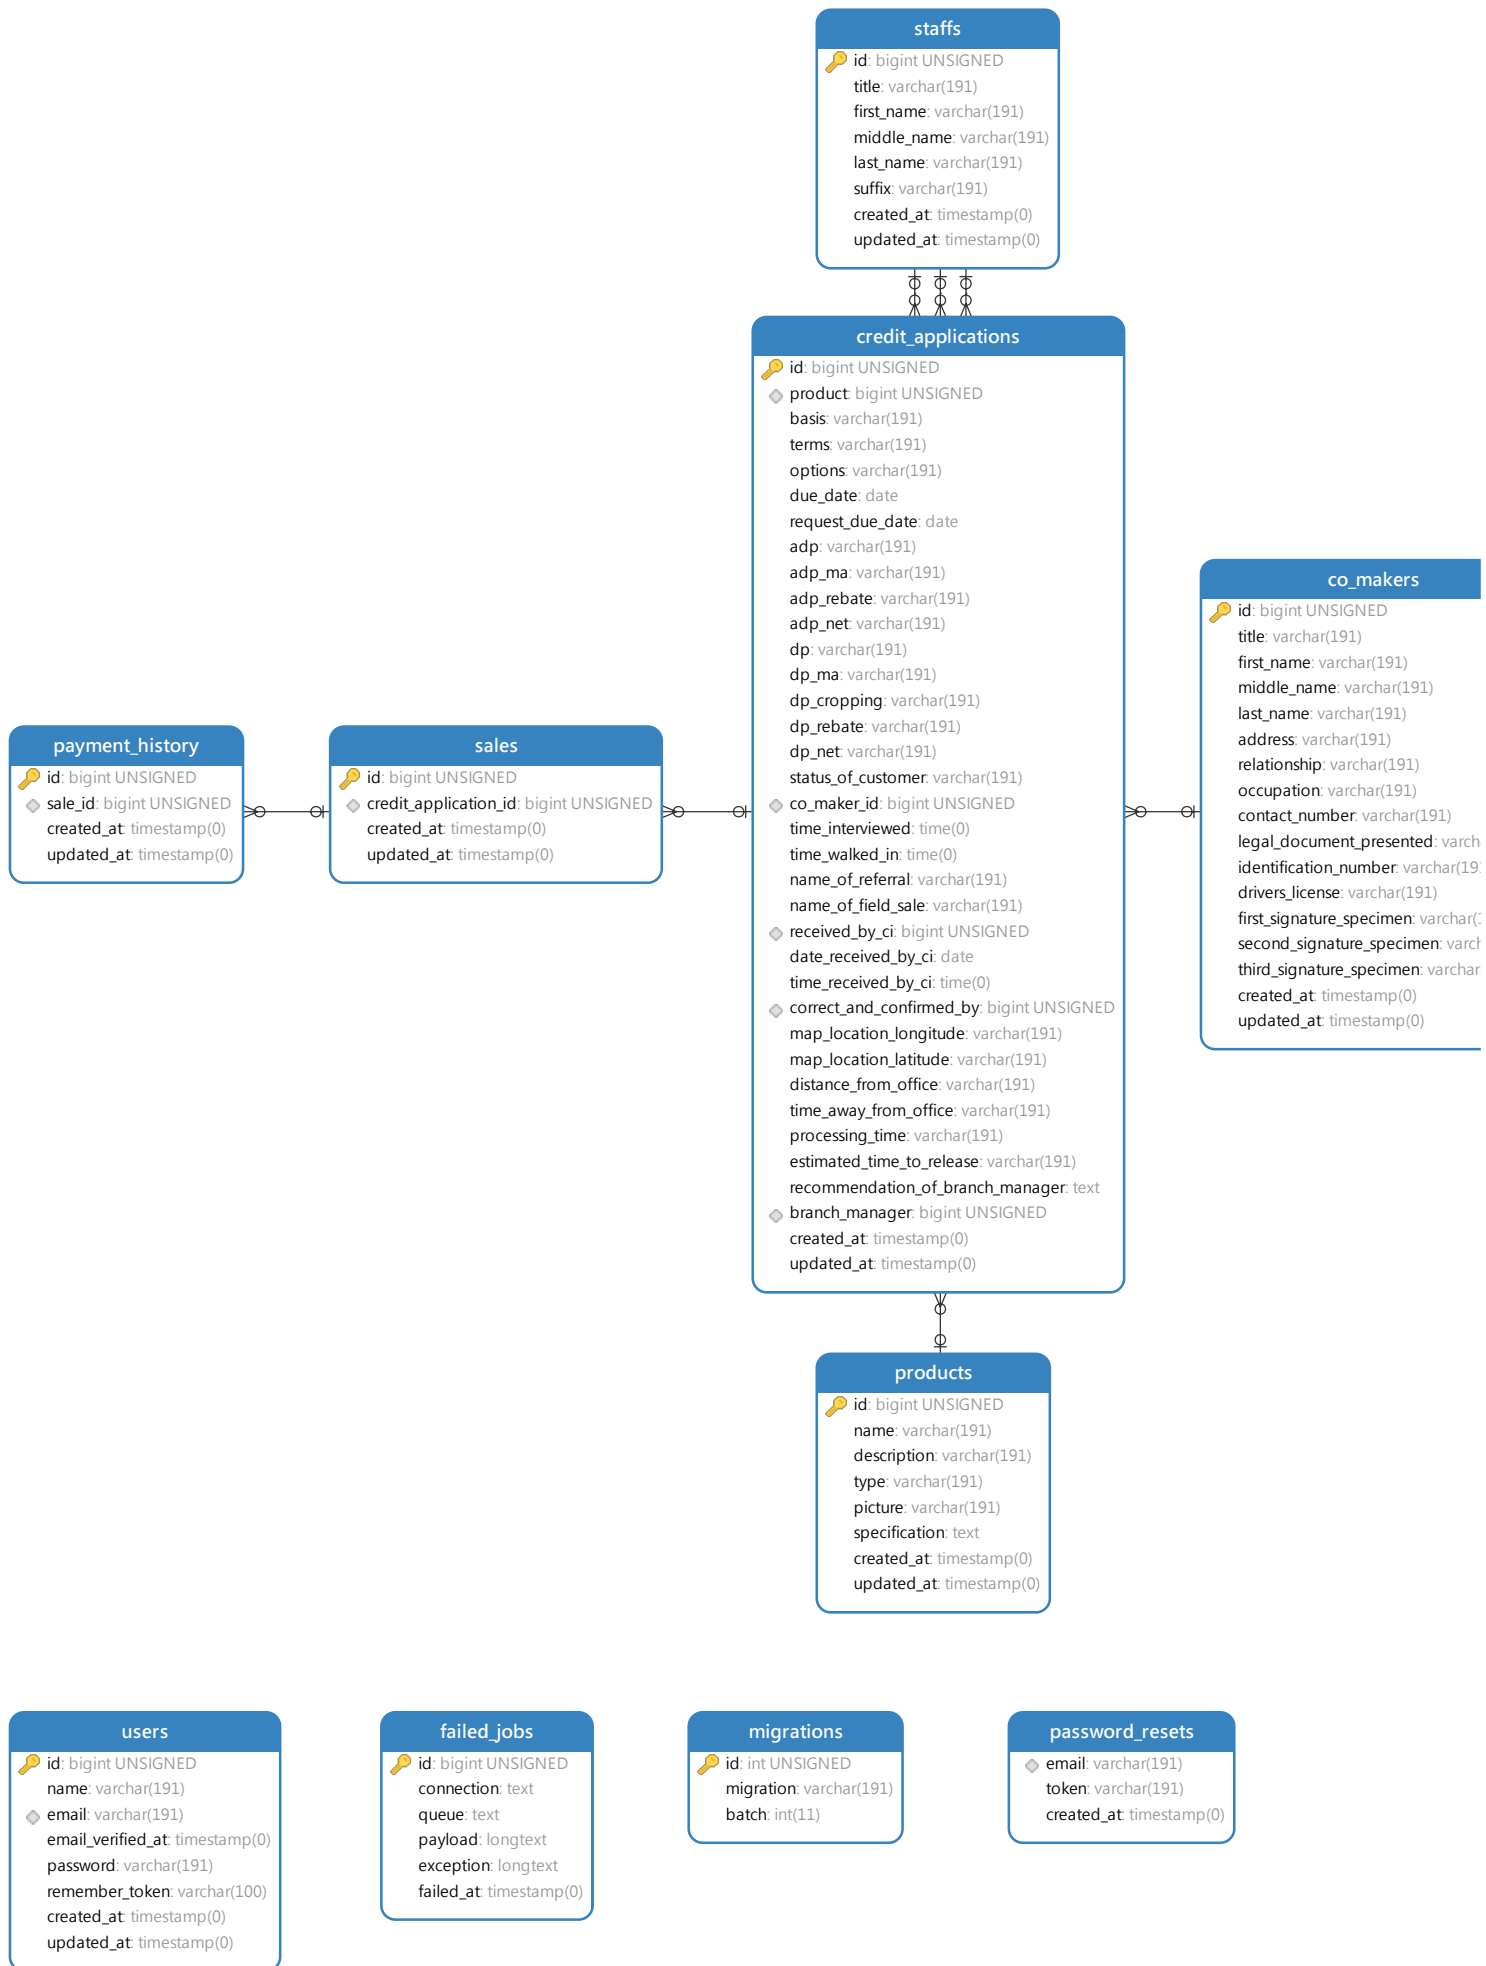 staffs
id: bigint UNSIGNED
title: varchar(191)
first_name: varchar(191)
middle_name: varchar(191)
last_name: varchar(191)
suffix: varchar(191)
created_at: timestamp(0)
updated_at: timestamp(0)
credit_applications
id: bigint UNSIGNED
product: bigint UNSIGNED
basis: varchar(191)
terms: varchar(191)
options: varchar(191)
due_date: date
request_due_date: date
adp: varchar(191)
adp_ma: varchar(191)
adp_rebate: varchar(191)
adp_net: varchar(191)
dp: varchar(191)
dp_ma: varchar(191)
dp_cropping: varchar(191)
dp_rebate: varchar(191)
dp_net: varchar(191)
status_of_customer: varchar(191)
co_maker_id: bigint UNSIGNED
time_interviewed: time(0)
time_walked_in: time(0)
name_of_referral: varchar(191)
name_of_field_sale: varchar(191)
received_by_ci: bigint UNSIGNED
date_received_by_ci: date
time_received_by_ci: time(0)
correct_and_confirmed_by: bigint UNSIGNED
map_location_longitude: varchar(191)
map_location_latitude: varchar(191)
distance_from_office: varchar(191)
time_away_from_office: varchar(191)
processing_time: varchar(191)
estimated_time_to_release: varchar(191)
recommendation_of_branch_manager: text
branch_manager: bigint UNSIGNED
created_at: timestamp(0)
updated_at: timestamp(0)
co_makers
id: bigint UNSIGNED
title: varchar(191)
first_name: varchar(191)
middle_name: varchar(191)
last_name: varchar(191)
address: varchar(191)
relationship: varchar(191)
occupation: varchar(191)
contact_number: varchar(191)
legal_document_presented: varch
identification_number: varchar(19
drivers_license: varchar(191)
first_signature_specimen: varchar(
second_signature_specimen: varch
third_signature_specimen: varchar
created_at: timestamp(0)
updated_at: timestamp(0)
payment_history
id: bigint UNSIGNED
sale_id: bigint UNSIGNED
created_at: timestamp(0)
updated_at: timestamp(0)
sales
id: bigint UNSIGNED
credit_application_id: bigint UNSIGNED
created_at: timestamp(0)
updated_at: timestamp(0)
products
id: bigint UNSIGNED
name: varchar(191)
description: varchar(191)
type: varchar(191)
picture: varchar(191)
specification: text
created_at: timestamp(0)
updated_at: timestamp(0)
users
id: bigint UNSIGNED
name: varchar(191)
email: varchar(191)
email_verified_at: timestamp(0)
password: varchar(191)
remember_token: varchar(100)
created_at: timestamp(0)
updated_at: timestamp(0)
failed_jobs
id: bigint UNSIGNED
connection: text
queue: text
payload: longtext
exception: longtext
failed_at: timestamp(0)
migrations
id: int UNSIGNED
migration: varchar(191)
batch: int(11)
password_resets
email: varchar(191)
token: varchar(191)
created_at: timestamp(0)